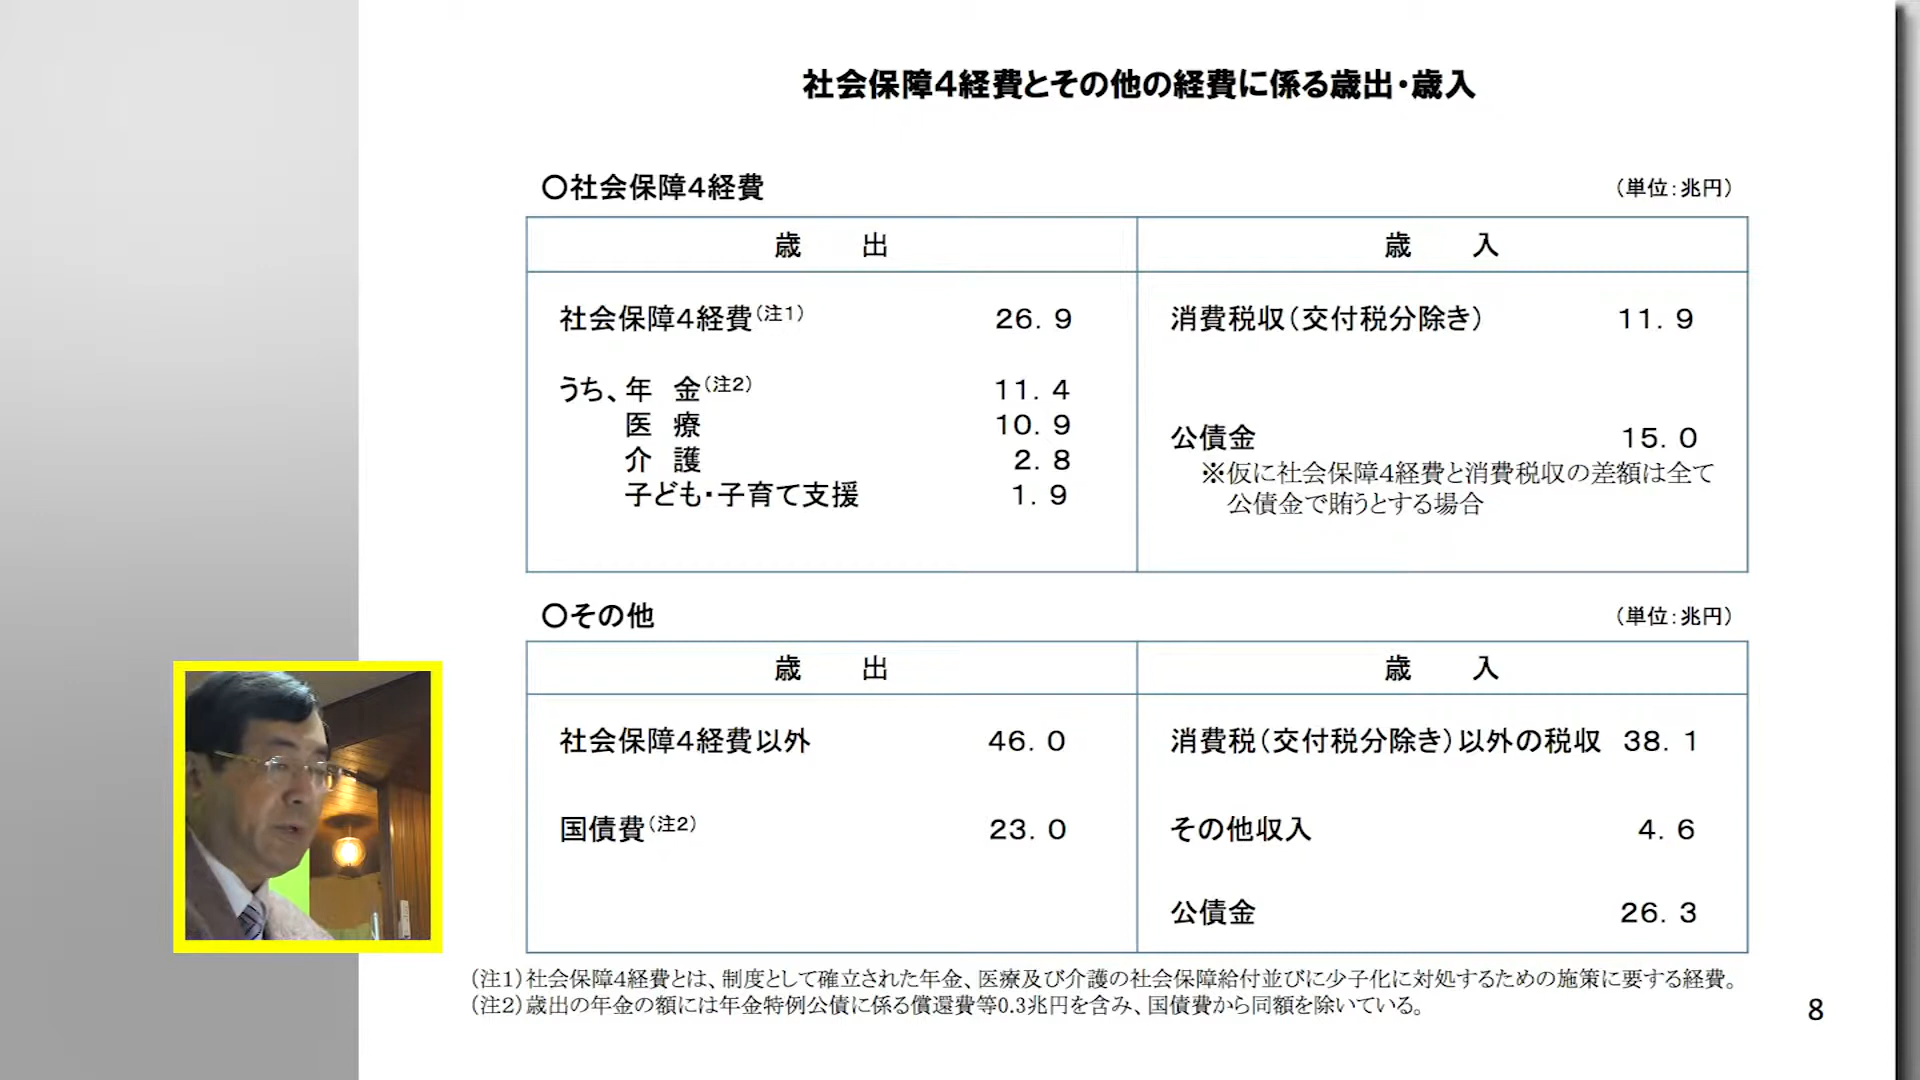 社会保障４経費とその他の経費に係る歳出・歳入
〇社会保障４経費 （単位：兆円）
歳　出 歳　入
社会保障４経費（注１） ２６．９ 消費税収（交付税分除き） １１．９
うち、年　金（注２） １１．４
医　療 １０．９ 公債金 １５．０
介　護 ２．８ ※仮に社会保障４経費と消費税収の差額は全て
子ども・子育て支援 １．９ 公債金で賄うとする場合
〇その他 （単位：兆円）
歳　出 歳　入
社会保障４経費以外 ４６．０ 消費税（交付税分除き）以外の税収 ３８．１
国債費（注２） ２３．０ その他収入 ４．６
公債金 ２６．３
（注１）社会保障４経費とは、制度として確立された年金、医療及び介護の社会保障給付並びに少子化に対処するための施策に要する経費。
（注２）歳出の年金の額には年金特例公債に係る償還費等0.3兆円を含み、国債費から同額を除いている。
8